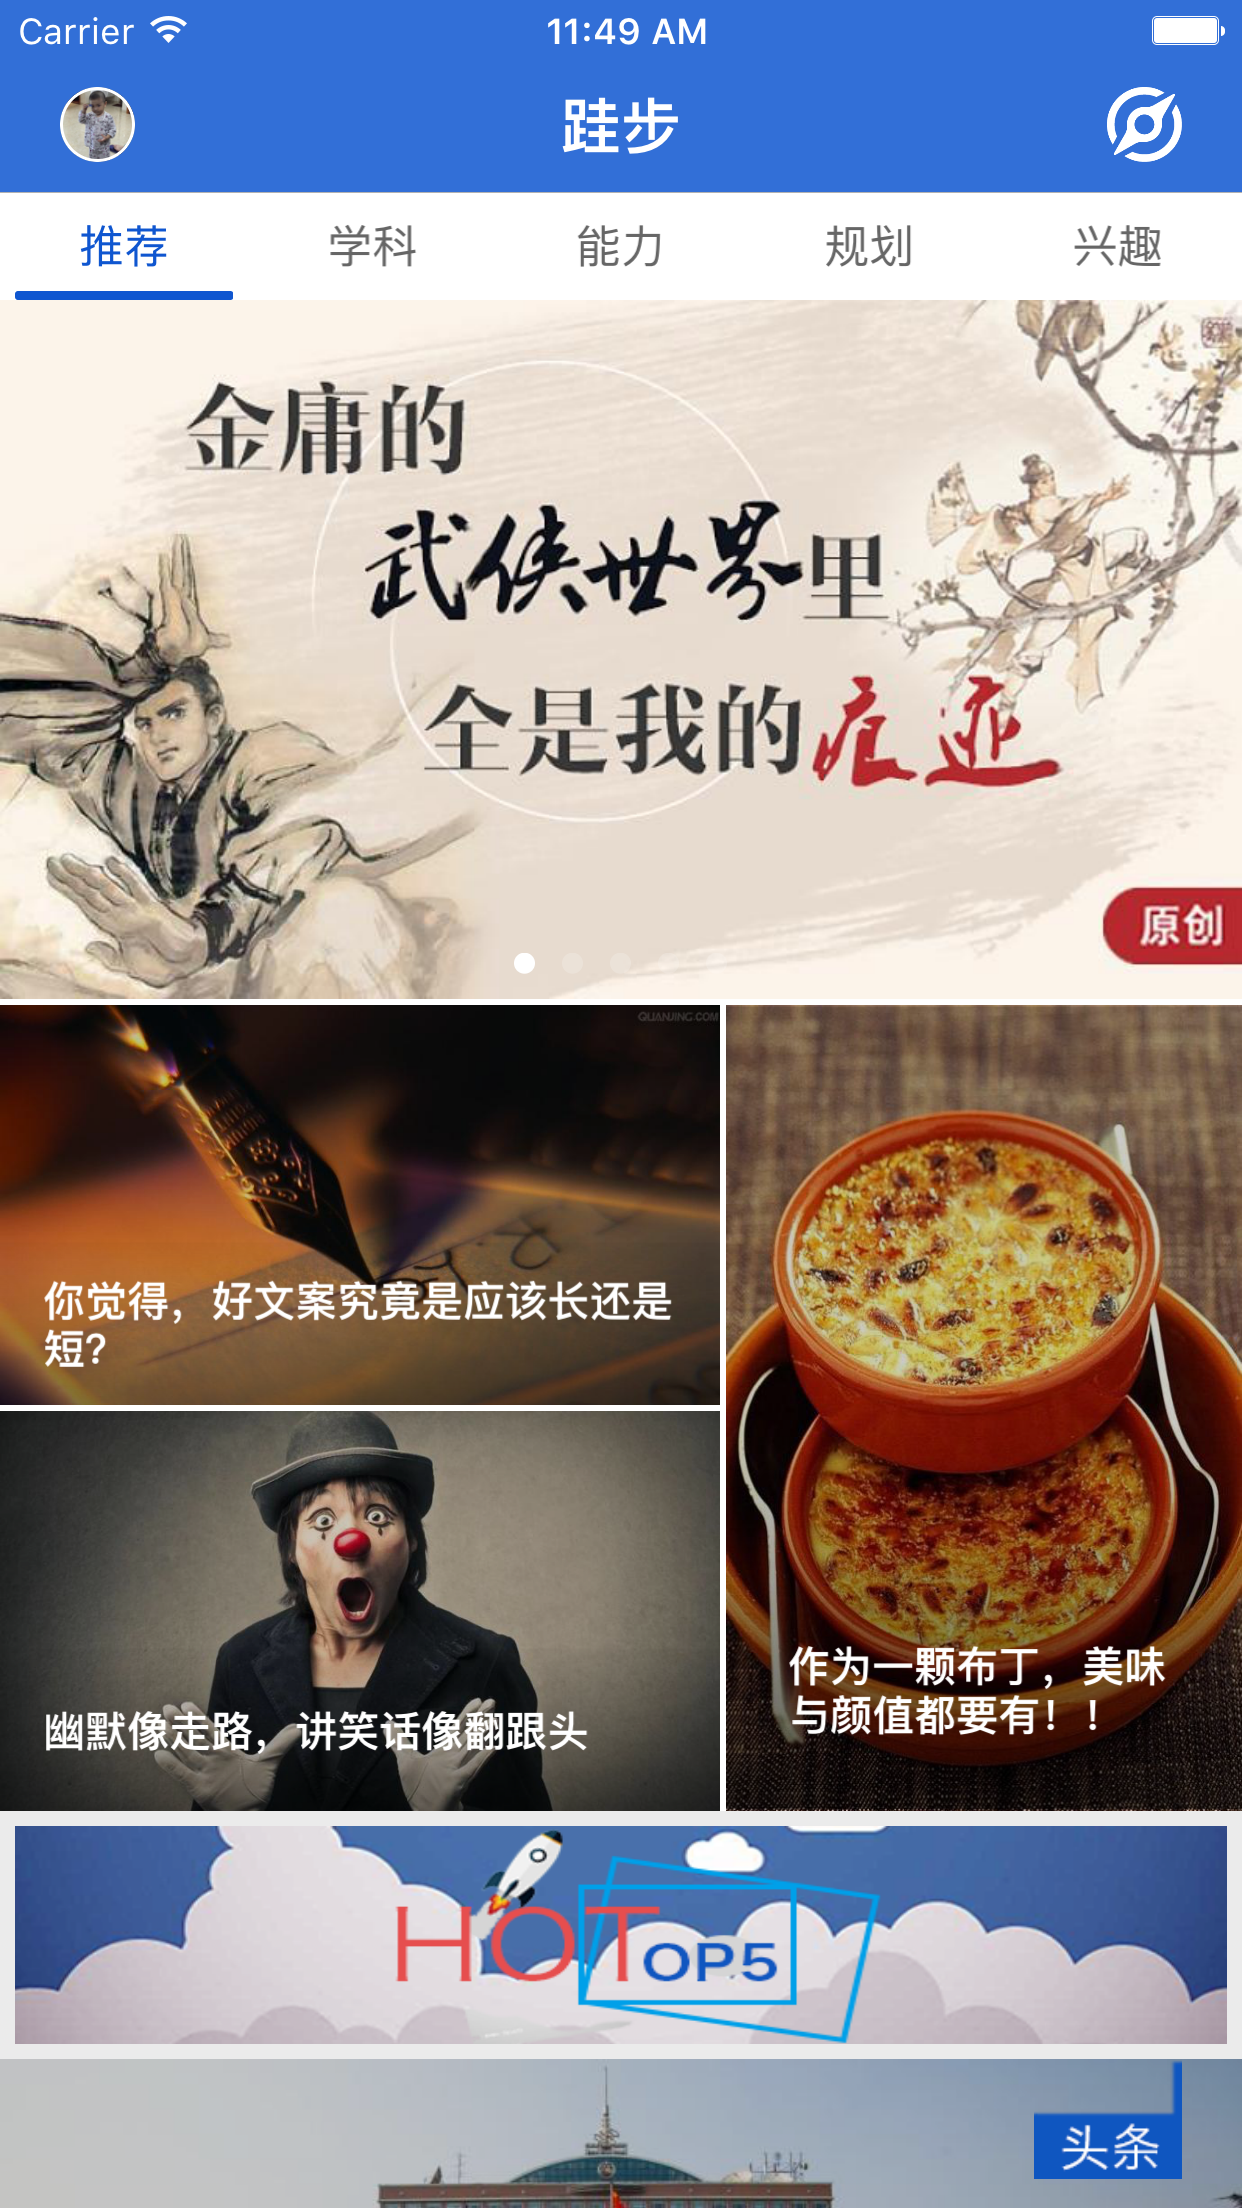 Carrier
11:49 AM
跬步
推荐
学科
能力
规划
兴趣
金庸的
武侠世界里
全是我的痕迹
原创
QUANJING.COM
你觉得，好文案究竟是应该长还是
短？
作为一颗布丁，美味
与颜值都要有！！
幽默像走路，讲笑话像翻跟头
HOTOP5
头条